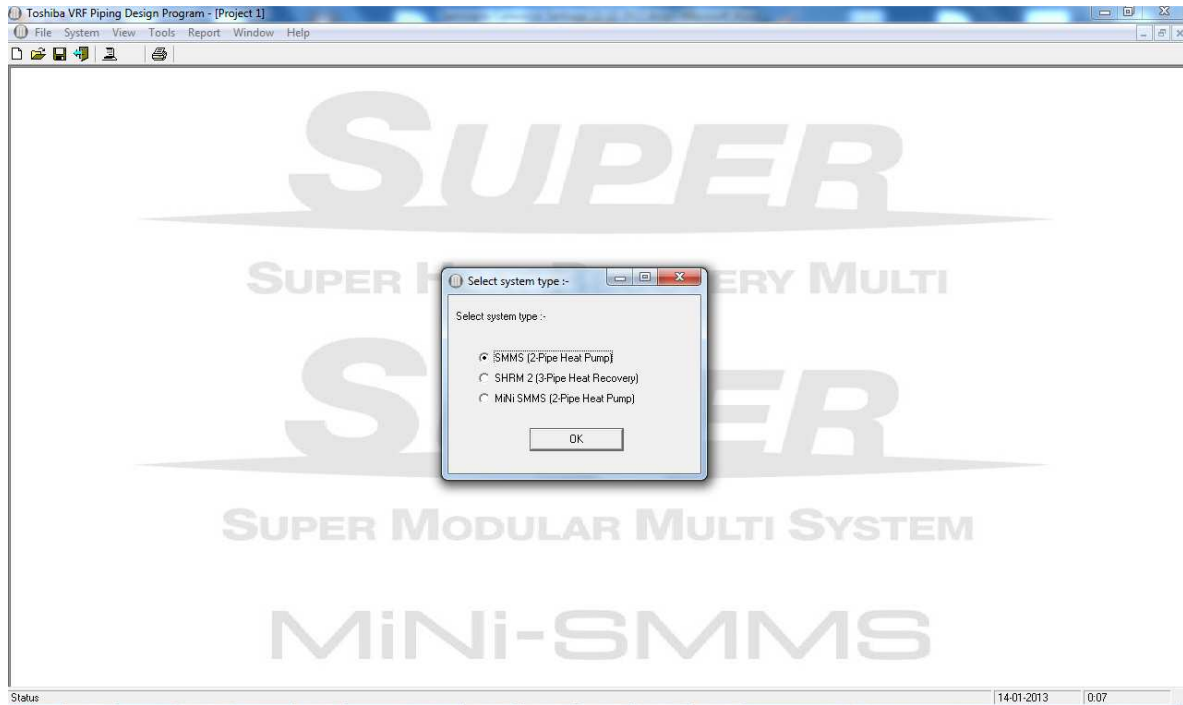 Toshiba VRF Piping Design Program - [Project 1]
File System View Tools Report Window Help
SUPER
SUPER H ERY MULTI
Select system type :-
Select system type :-
SMMS (2-Pipe Heat Pump)
SHRM 2 (3-Pipe Heat Recovery)
MiNi SMMS (2-Pipe Heat Pump)
OK
S ER
SUPER MODULAR MULTI SYSTEM
MiNi-SMMS
Status 14-01-2013 0:07